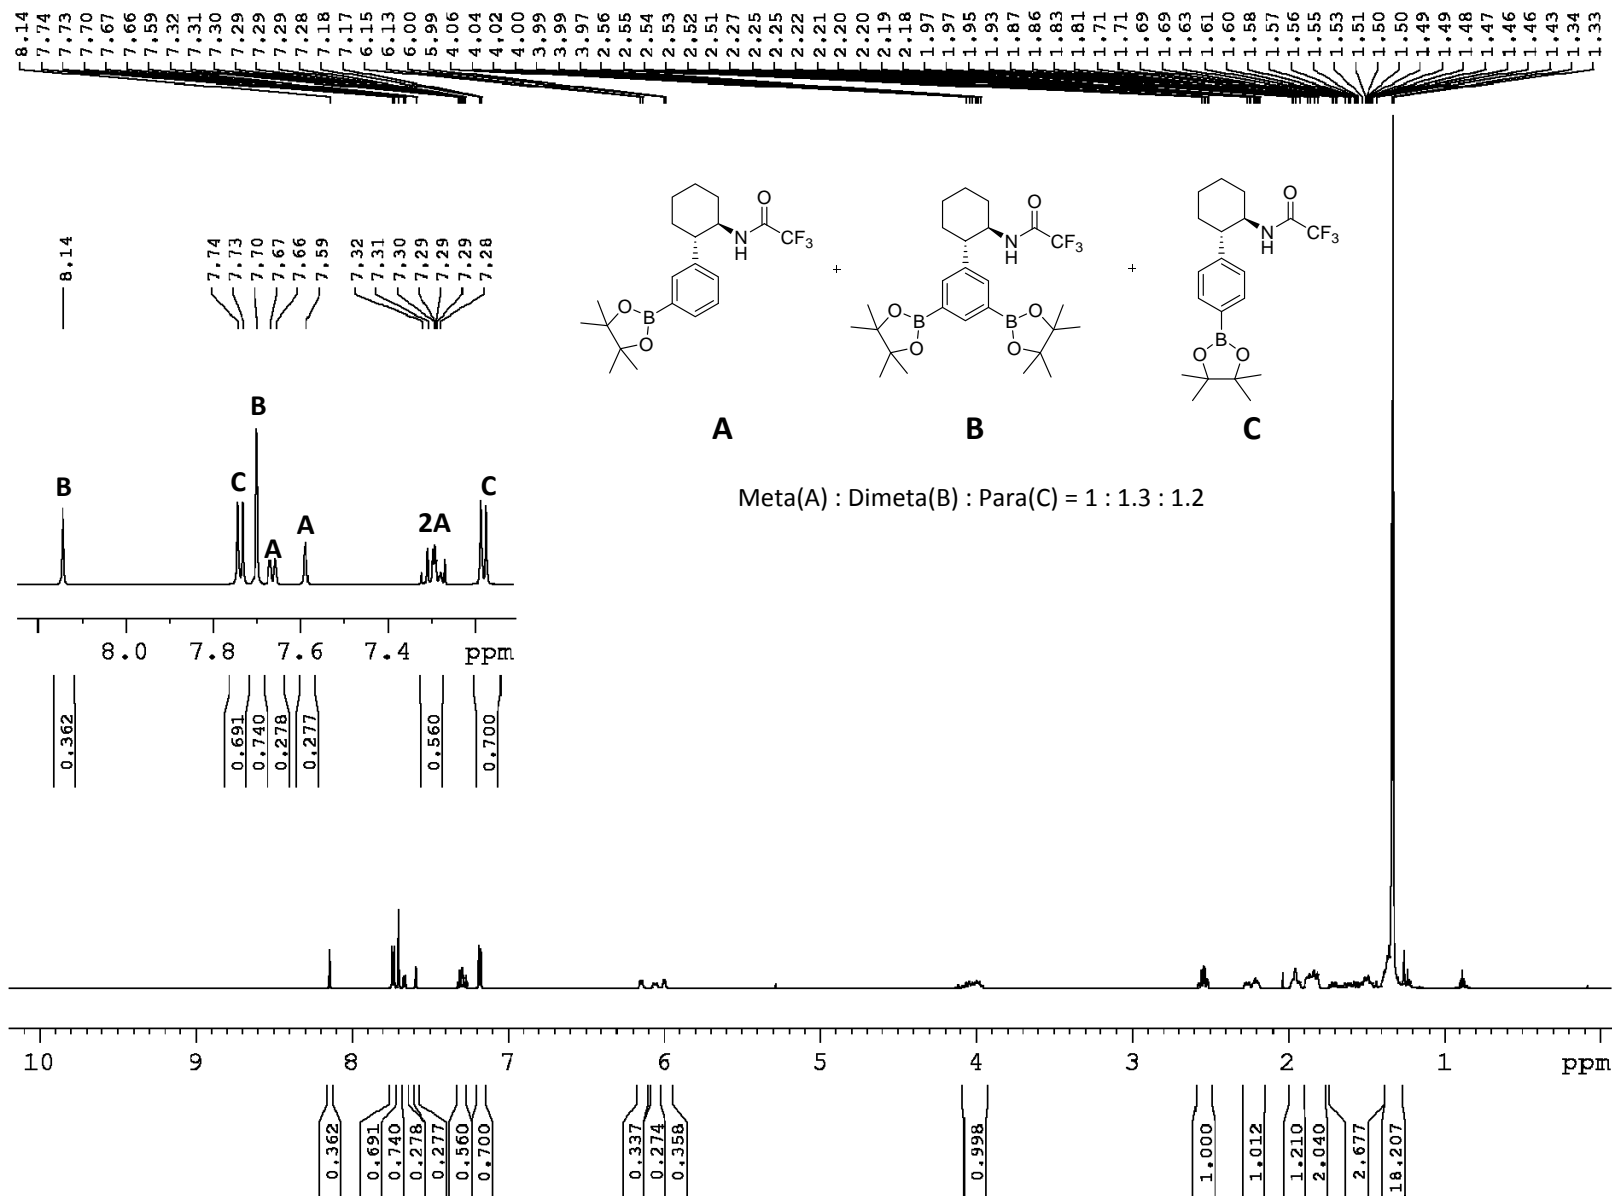 8.14 7.74 7.73 7.70 7.67 7.66 7.59 7.32 7.31 7.30 7.29 7.29 7.29 7.28 7.18 7.17 6.15 6.13 6.00 5.99 4.06 4.04 4.02 4.00 3.99 3.99 3.97 2.56 2.55 2.54 2.53 2.52 2.51 2.27 2.25 2.25 2.22 2.21 2.20 2.20 2.19 2.18 1.97 1.97 1.95 1.93 1.87 1.86 1.83 1.81 1.71 1.71 1.69 1.69 1.63 1.61 1.60 1.58 1.57 1.56 1.55 1.53 1.51 1.50 1.50 1.49 1.49 1.48 1.47 1.46 1.46 1.43 1.34 1.33
8.14 7.74 7.73 7.70 7.67 7.66 7.59 7.32 7.31 7.30 7.29 7.29 7.29 7.28
O N H CF3 O B O
+
O N H CF3 O B O B O O
+
O N H CF3 B O O
A B C
B C B A A 2A C
Meta(A) : Dimeta(B) : Para(C) = 1 : 1.3 : 1.2
8.0 7.8 7.6 7.4 ppm
0.362 0.691 0.740 0.278 0.277 0.560 0.700
10 9 8 7 6 5 4 3 2 1 ppm
0.362 0.691 0.740 0.278 0.277 0.560 0.700 0.337 0.274 0.358 0.998 1.000 1.012 1.210 2.040 2.677 18.207